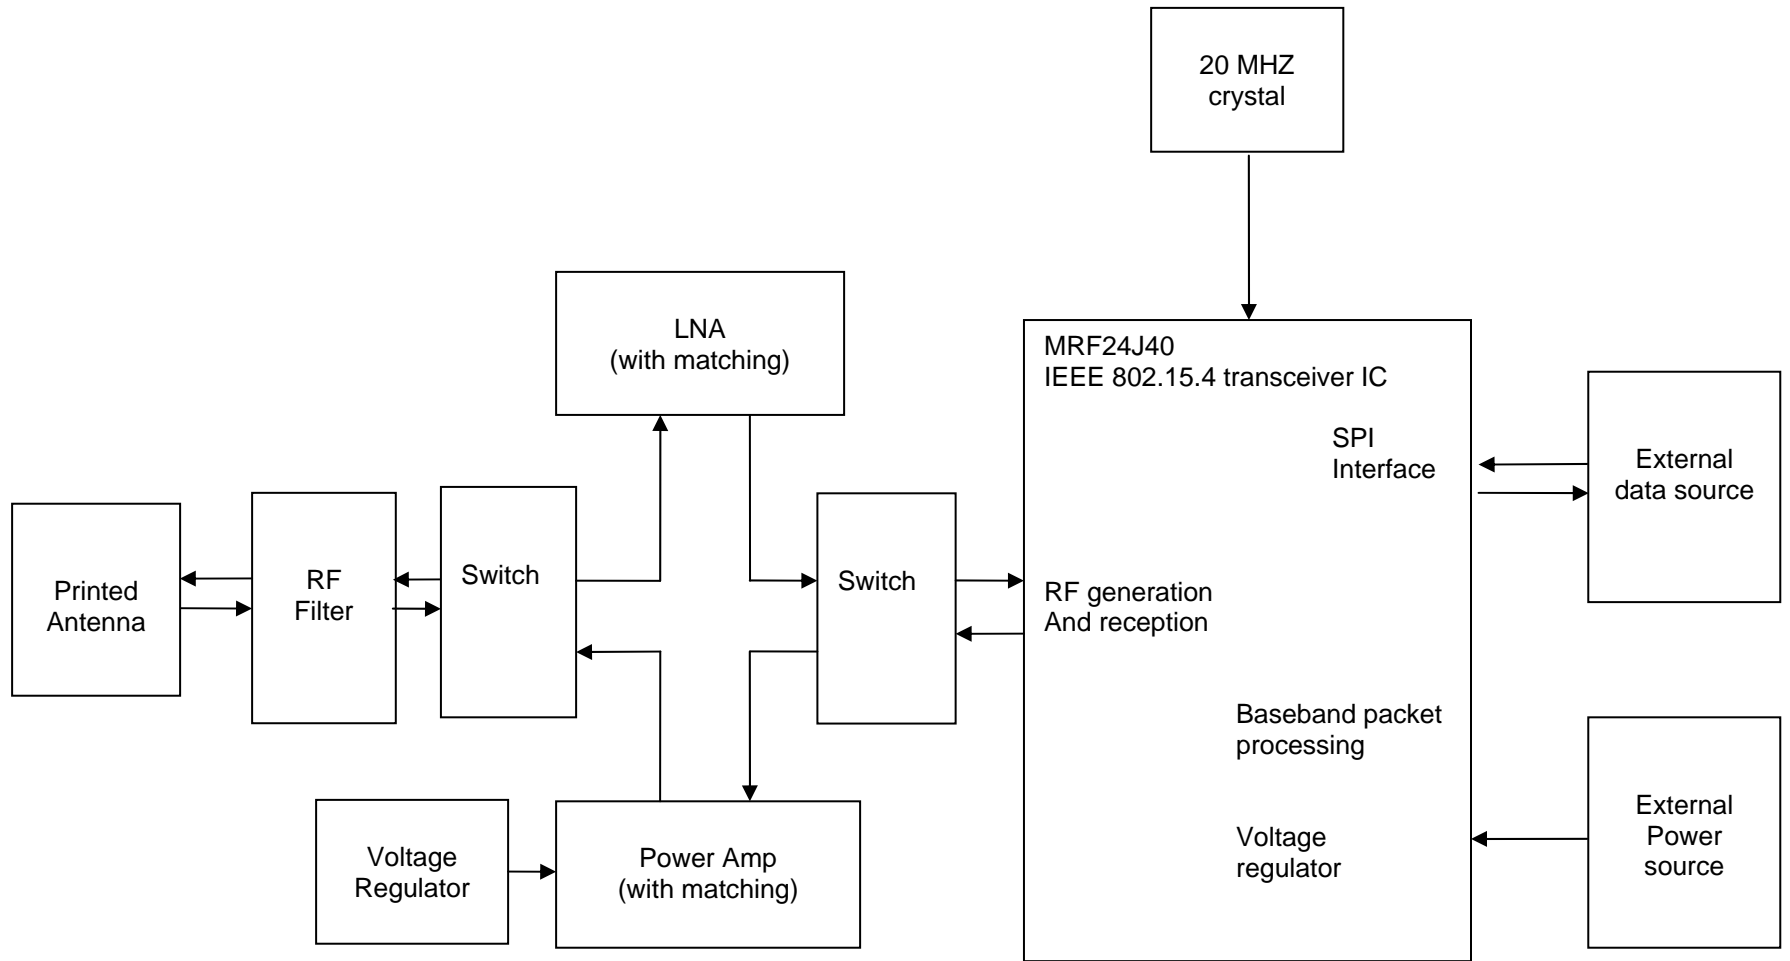 20 MHZ
crystal
LNA
(with matching)
MRF24J40
IEEE 802.15.4 transceiver IC
SPI
Interface
External
data source
Printed
Antenna
RF
Filter
Switch
Switch
RF generation
And reception
Baseband packet
processing
Voltage
regulator
External
Power
source
Voltage
Regulator
Power Amp
(with matching)